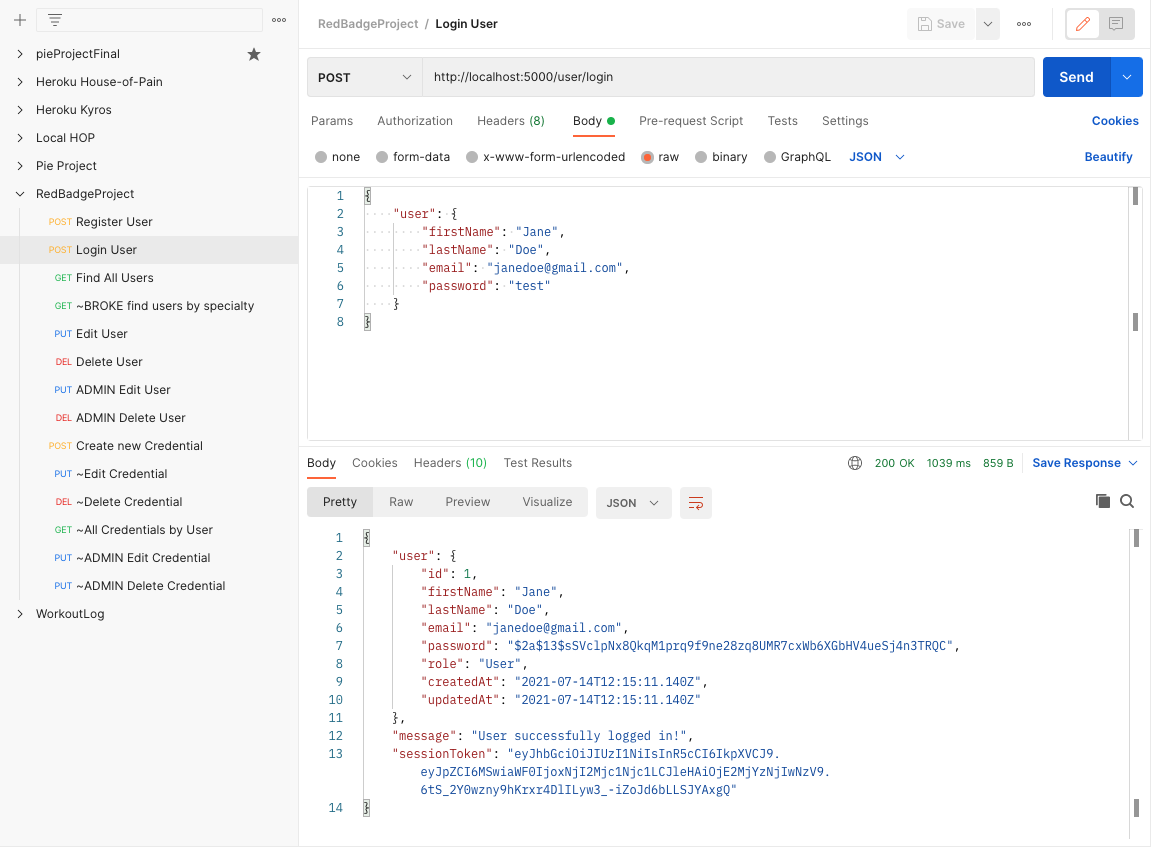 pieProjectFinal
Heroku House-of-Pain
Heroku Kyros
Local HOP
Pie Project
RedBadgeProject
POST Register User
POST Login User
GET Find All Users
GET ~BROKE find users by specialty
PUT Edit User
DEL Delete User
PUT ADMIN Edit User
DEL ADMIN Delete User
POST Create new Credential
PUT ~Edit Credential
DEL ~Delete Credential
GET ~All Credentials by User
PUT ~ADMIN Edit Credential
PUT ~ADMIN Delete Credential
WorkoutLog
RedBadgeProject / Login User
Save
POST http://localhost:5000/user/login Send
Params Authorization Headers (8) Body Pre-request Script Tests Settings Cookies
none form-data x-www-form-urlencoded raw binary GraphQL JSON Beautify
1 {
2 "user": {
3 "firstName": "Jane",
4 "lastName": "Doe",
5 "email": "janedoe@gmail.com",
6 "password": "test"
7 }
8 }
Body Cookies Headers (10) Test Results 200 OK 1039 ms 859 B Save Response
Pretty Raw Preview Visualize JSON
1 {
2 "user": {
3 "id": 1,
4 "firstName": "Jane",
5 "lastName": "Doe",
6 "email": "janedoe@gmail.com",
7 "password": "$2a$13$sSVclpNx8QkqM1prq9f9ne28zq8UMR7cxWb6XGbHV4ueSj4n3TRQC",
8 "role": "User",
9 "createdAt": "2021-07-14T12:15:11.140Z",
10 "updatedAt": "2021-07-14T12:15:11.140Z"
11 },
12 "message": "User successfully logged in!",
13 "sessionToken": "eyJhbGciOiJIUzI1NiIsInR5cCI6IkpXVCJ9.
eyJpZCI6MSwiaWF0IjoxNjI2Mjc1Njc1LCJleHAiOjE2MjYzNjIwNzV9.
6tS_2Y0wzny9hKrxr4DlILyw3_-iZoJd6bLLSJYAxgQ"
14 }